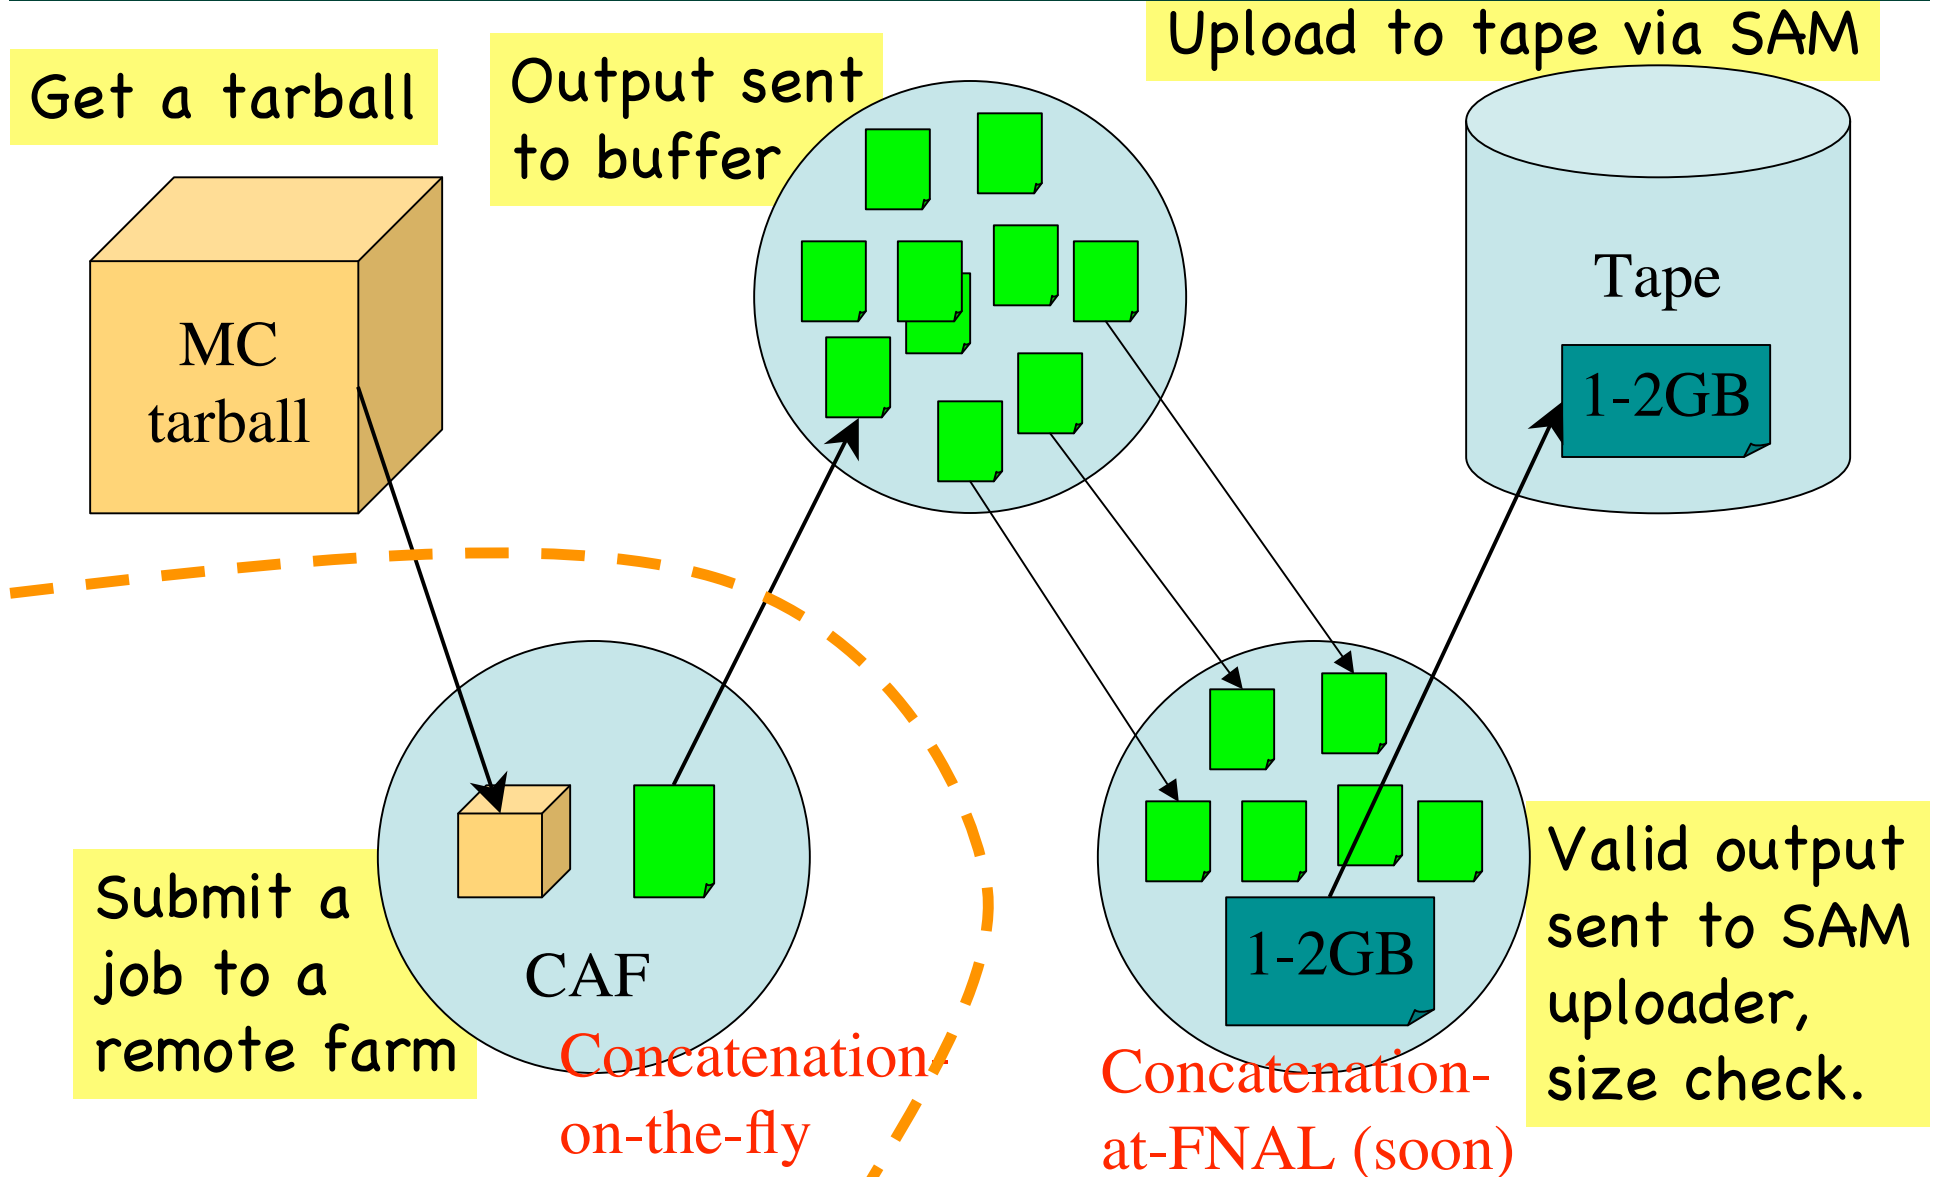 Upload to tape via SAM
Get a tarball
Output sent
to buffer
MC
tarball
Tape
1-2GB
Submit a
job to a
remote farm
CAF
Concatenation-
on-the-fly
1-2GB
Concatenation-
at-FNAL (soon)
Valid output
sent to SAM
uploader,
size check.